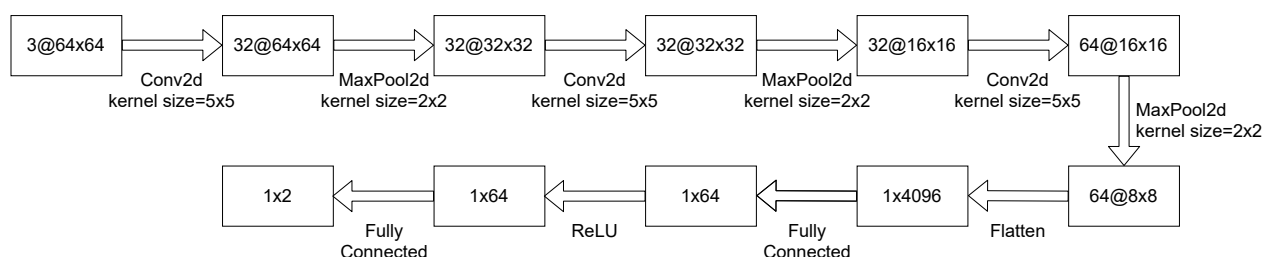 3@64x64
32@64x64
32@32x32
32@32x32
32@16x16
64@16x16
Conv2d
kernel size=5x5
MaxPool2d
kernel size=2x2
Conv2d
kernel size=5x5
MaxPool2d
kernel size=2x2
Conv2d
kernel size=5x5
MaxPool2d
kernel size=2x2
64@8x8
1x4096
1x64
1x64
1x2
Flatten
Fully
Connected
ReLU
Fully
Connected